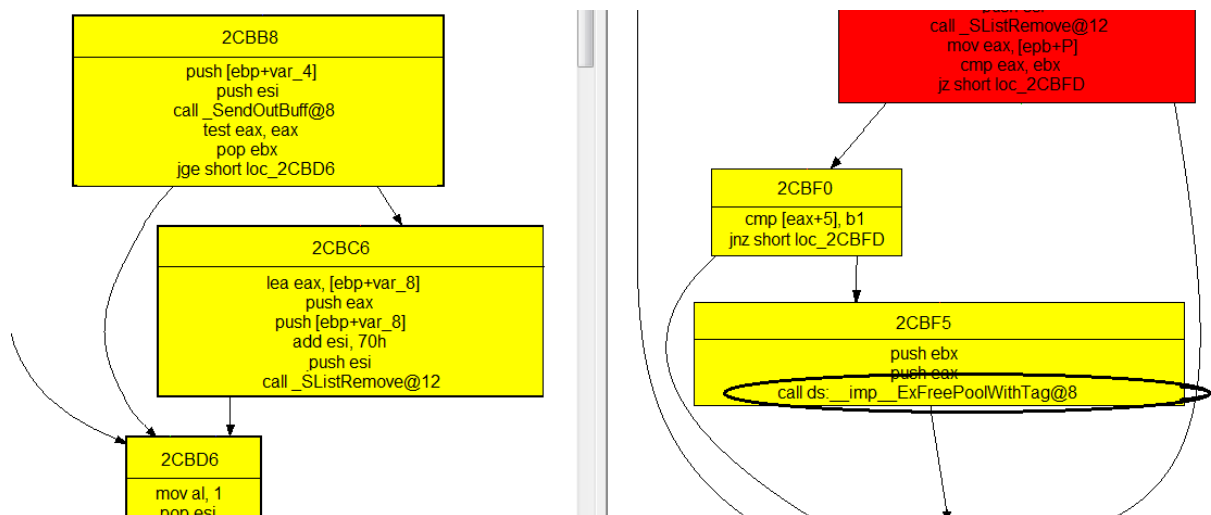 2CBB8
push [ebp+var_4]
push esi
call _SendOutBuff@8
test eax, eax
pop ebx
jge short loc_2CBD6
2CBC6
lea eax, [ebp+var_8]
push eax
push [ebp+var_8]
add esi, 70h
push esi
call _SListRemove@12
2CBD6
mov al, 1
pop esi
call _SListRemove@12
mov eax, [epb+P]
cmp eax, ebx
jz short loc_2CBFD
2CBF0
cmp [eax+5], b1
jnz short loc_2CBFD
2CBF5
push ebx
push eax
call ds:__imp__ExFreePoolWithTag@8